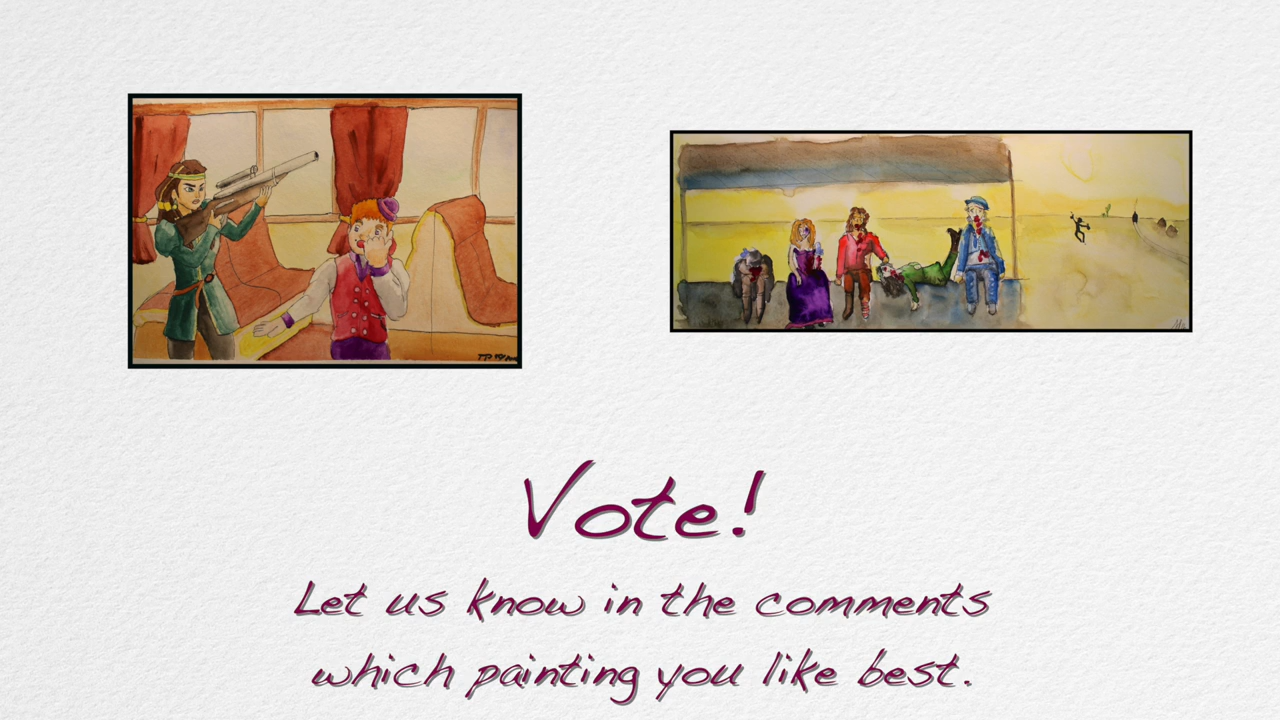 Vote!
Let us know in the comments
which painting you like best.